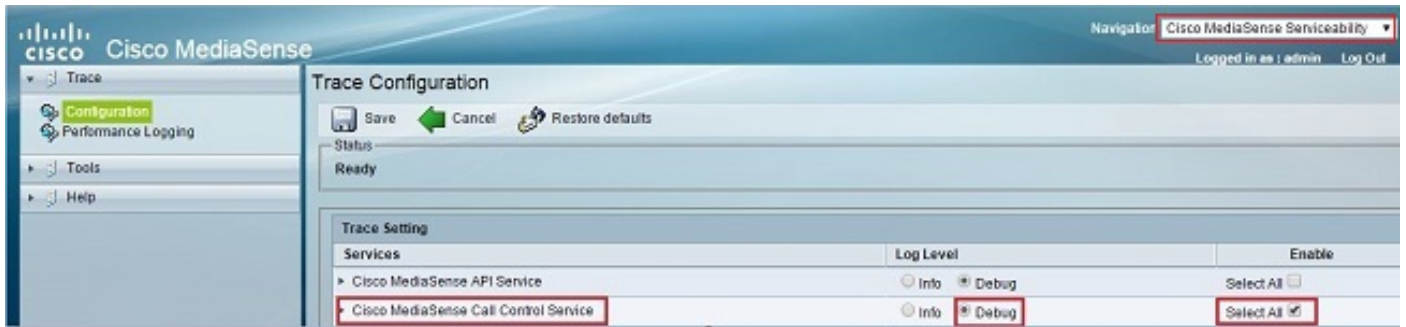 Navigation Cisco MediaSense Serviceability
CISCO Cisco MediaSense
Logged in as : admin Log Out
Trace
Configuration
Performance Logging
Tools
Help
Trace Configuration
Save Cancel Restore defaults
Status
Ready
Trace Setting
Services Log Level Enable
Cisco MediaSense API Service Info Debug Select All
Cisco MediaSense Call Control Service Info Debug Select All